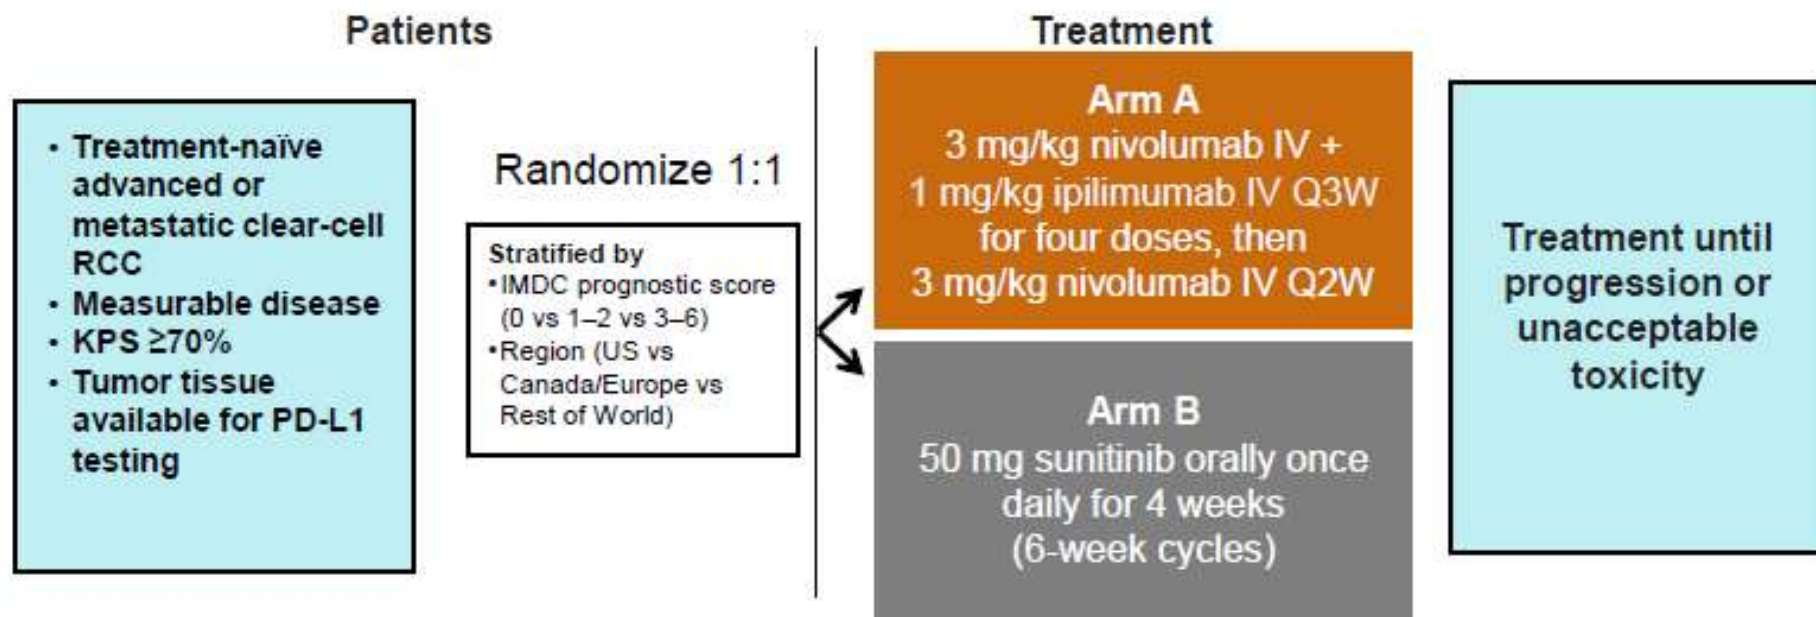 Patients
• Treatment-naïve
advanced or
metastatic clear-cell
RCC
• Measurable disease
• KPS ≥70%
• Tumor tissue
available for PD-L1
testing
Randomize 1:1
Stratified by
•IMDC prognostic score
(0 vs 1–2 vs 3–6)
•Region (US vs
Canada/Europe vs
Rest of World)
Treatment
Arm A
3 mg/kg nivolumab IV +
1 mg/kg ipilimumab IV Q3W
for four doses, then
3 mg/kg nivolumab IV Q2W
Arm B
50 mg sunitinib orally once
daily for 4 weeks
(6-week cycles)
Treatment until
progression or
unacceptable
toxicity